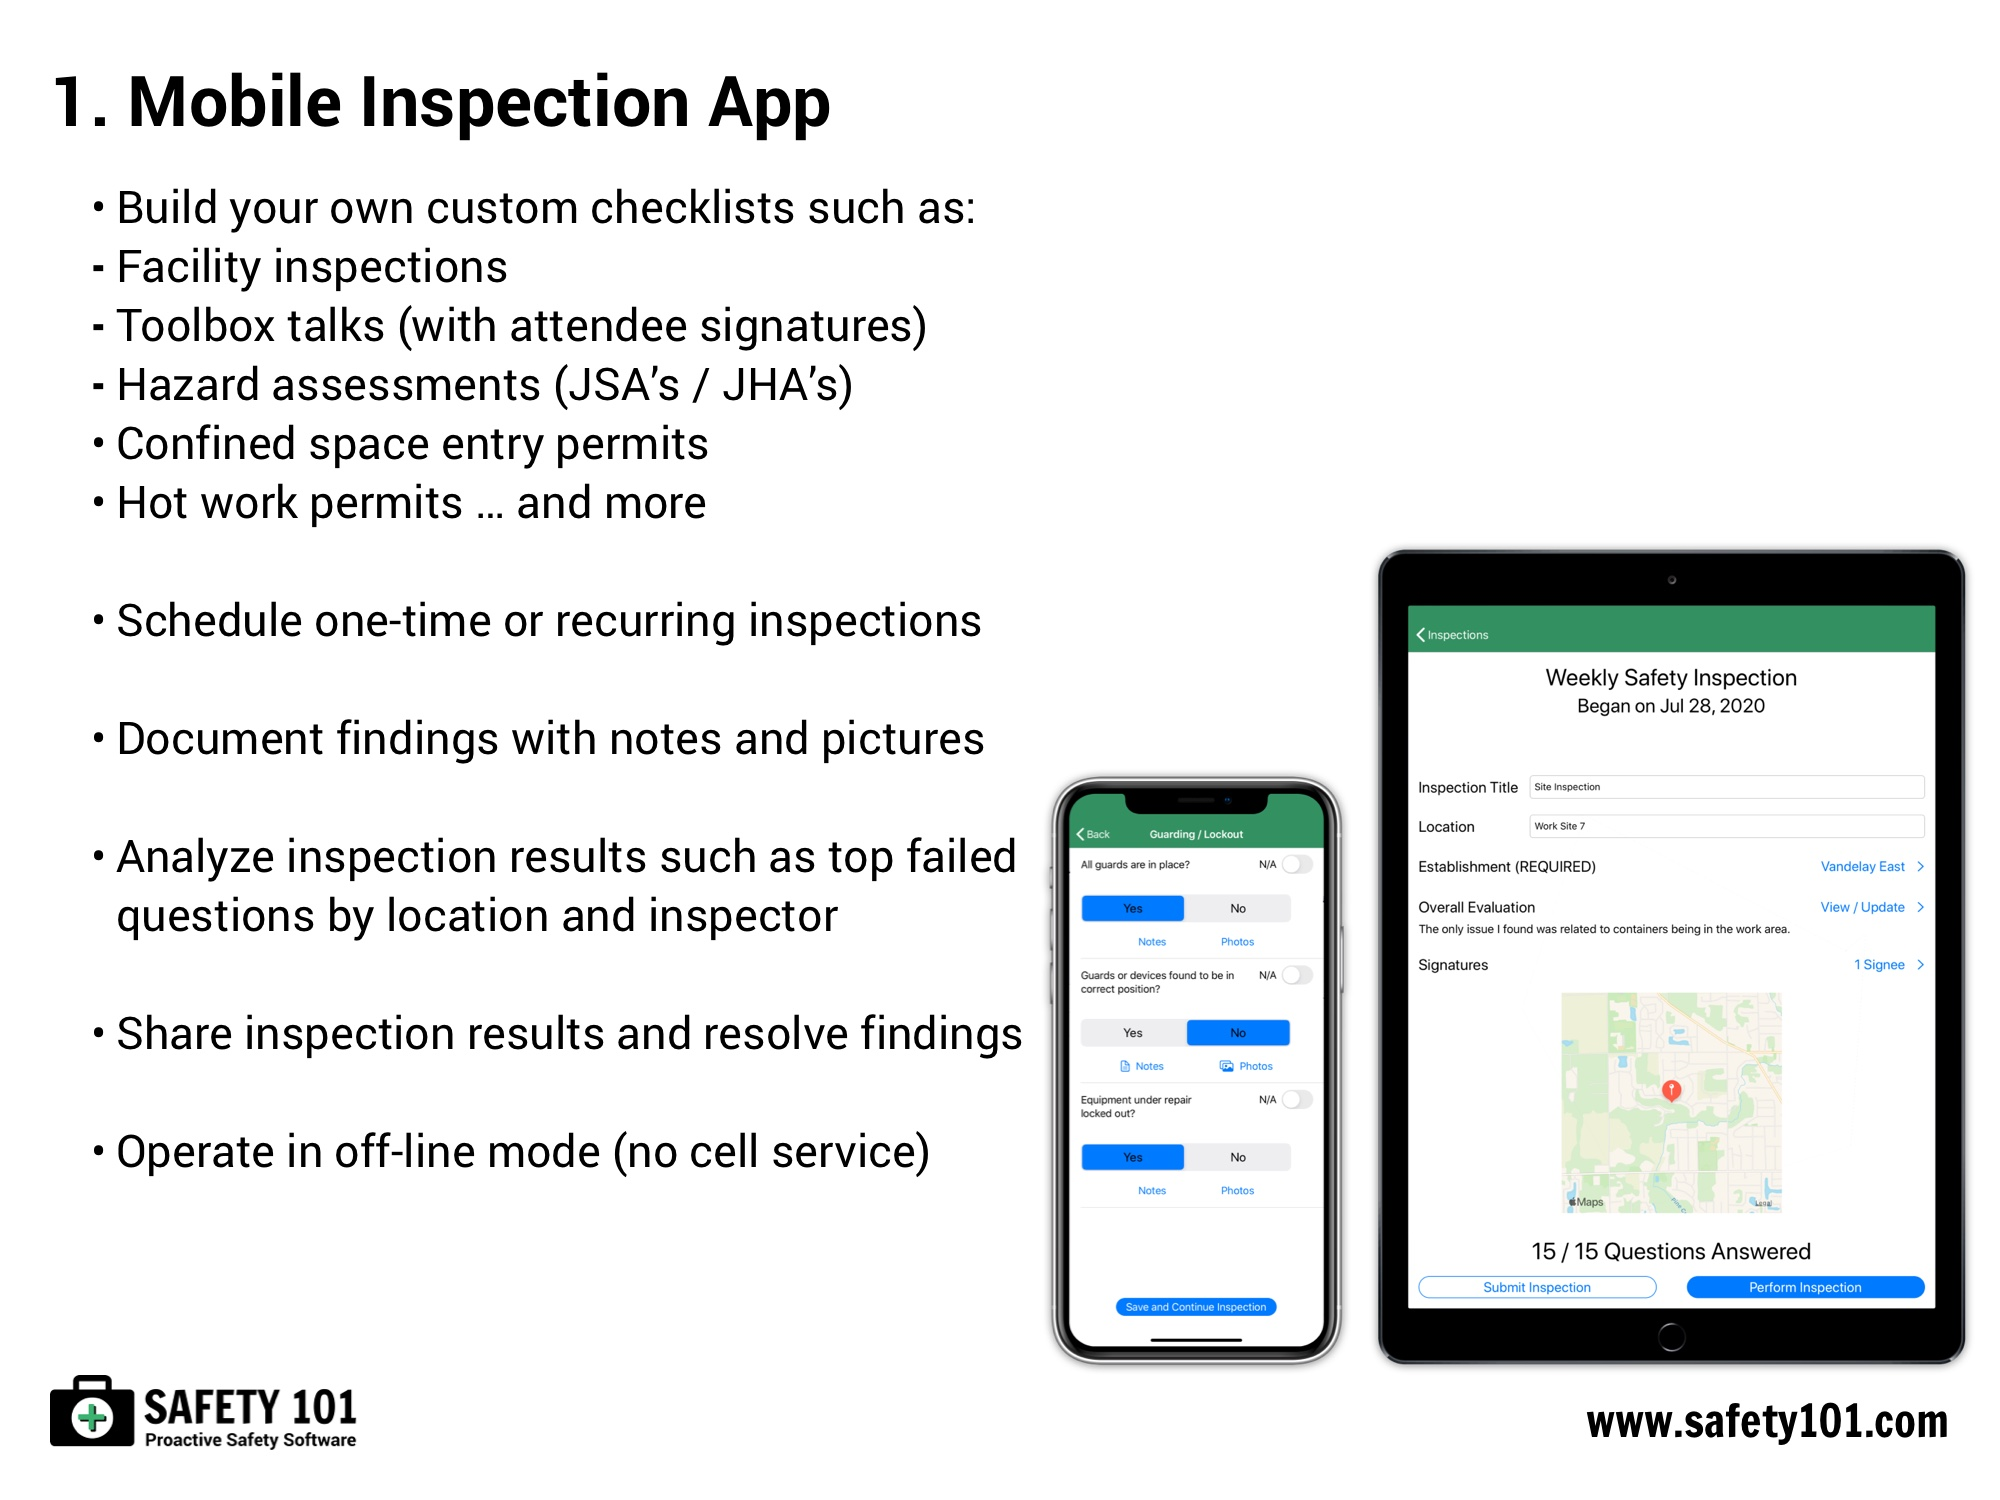 1. Mobile Inspection App
• Build your own custom checklists such as:
- Facility inspections
- Toolbox talks (with attendee signatures)
- Hazard assessments (JSA’s / JHA’s)
• Confined space entry permits
• Hot work permits ... and more
• Schedule one-time or recurring inspections
• Document findings with notes and pictures
• Analyze inspection results such as top failed
questions by location and inspector
• Share inspection results and resolve findings
• Operate in off-line mode (no cell service)
Back
Guarding / Lockout
All guards are in place?
N/A
Yes
No
Notes
Photos
Guards or devices found to be in
correct position?
N/A
Yes
No
Notes
Photos
Equipment under repair
locked out?
N/A
Yes
No
Notes
Photos
Save and Continue Inspection
Inspections
Weekly Safety Inspection
Began on Jul 28, 2020
Inspection Title
Site Inspection
Location
Work Site 7
Establishment (REQUIRED)
Vandelay East
Overall Evaluation
View / Update
The only issue I found was related to containers being in the work area.
Signatures
1 Signee
Maps
Legal
15 / 15 Questions Answered
Submit Inspection
Perform Inspection
SAFETY 101
Proactive Safety Software
www.safety101.com